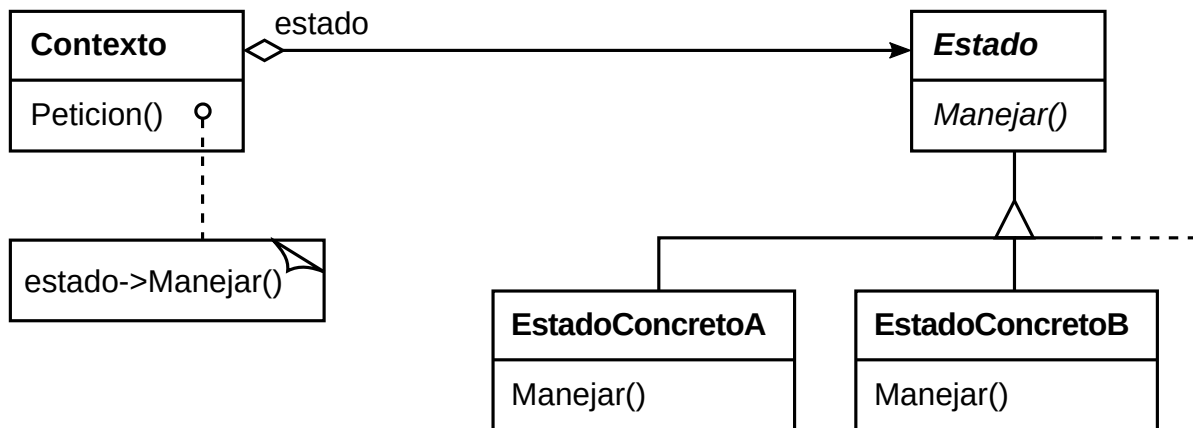 estado
Contexto
Estado
Peticion()
Manejar()
estado->Manejar()
EstadoConcretoA
EstadoConcretoB
Manejar()
Manejar()